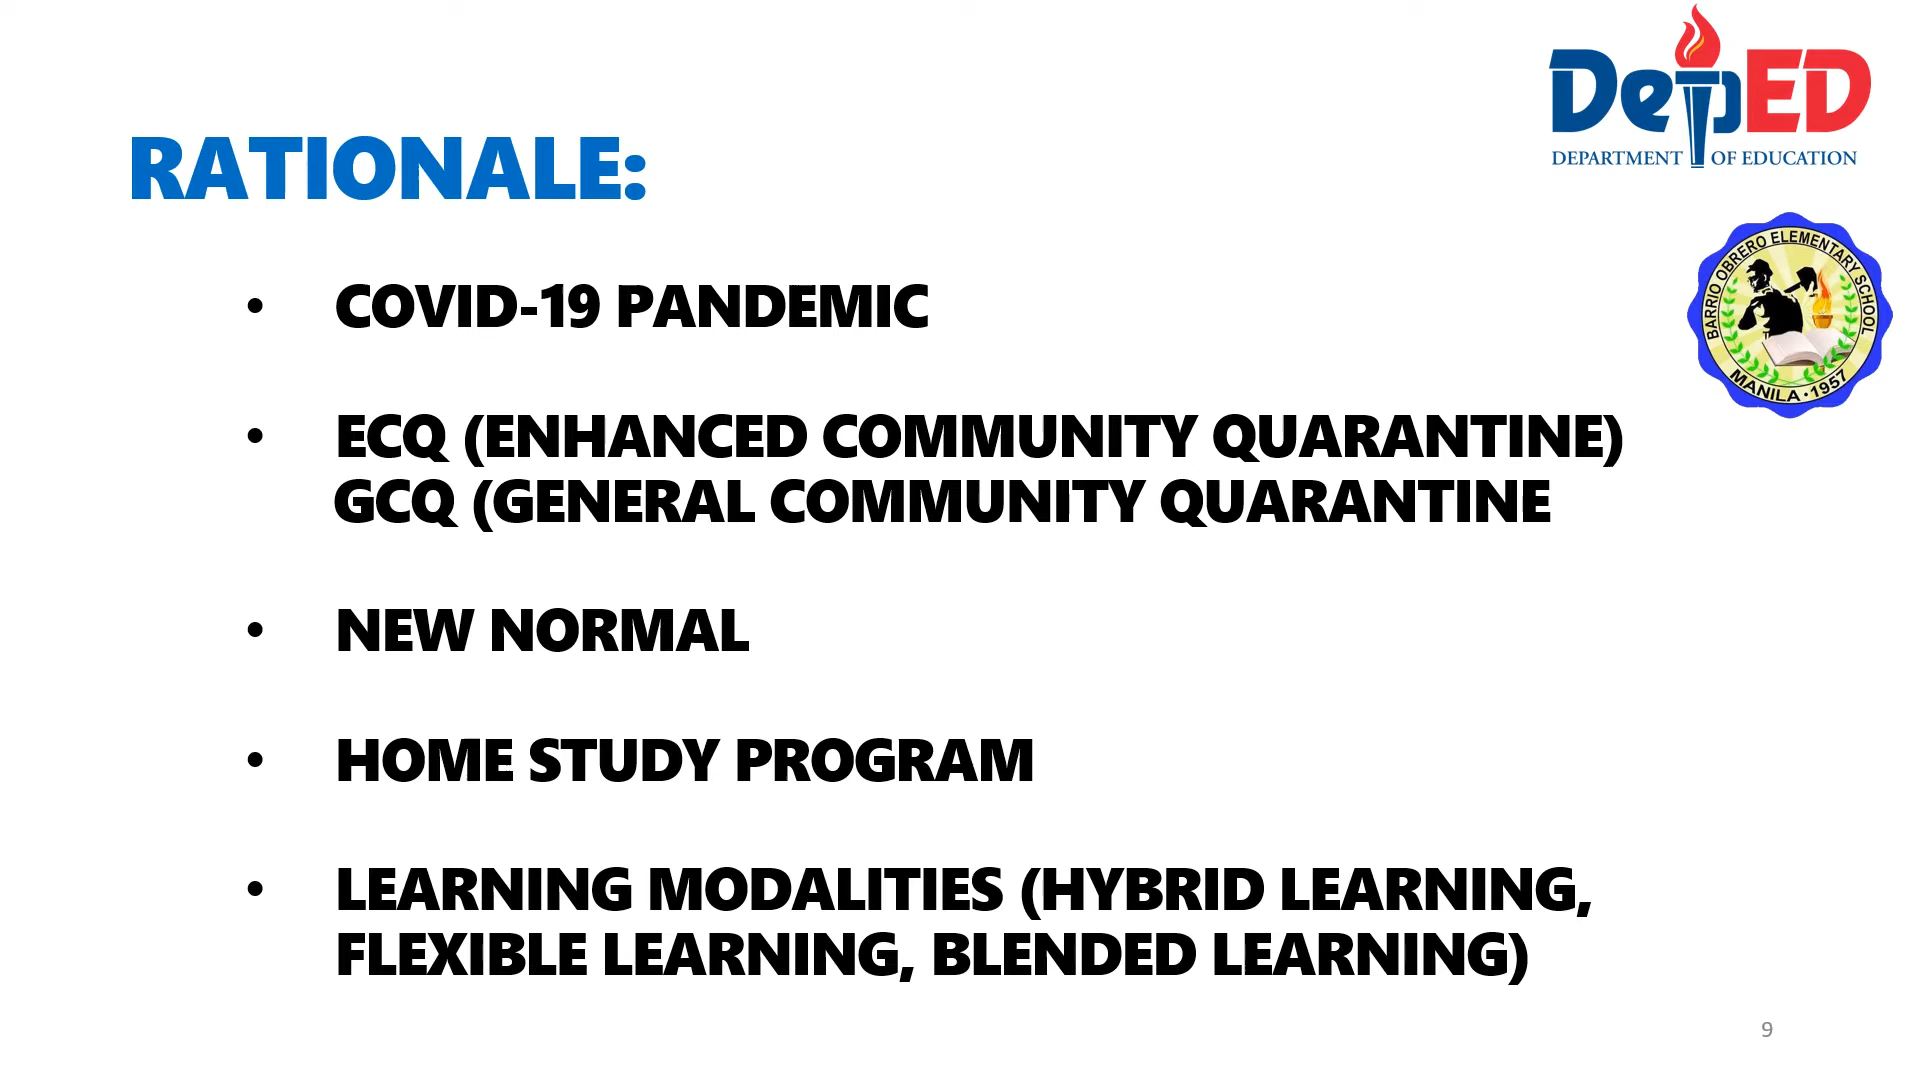 DepED
DEPARTMENT OF EDUCATION
RATIONALE:
BARRIO OBRERO ELEMENTARY SCHOOL
MANILA • 1957
• COVID-19 PANDEMIC
• ECQ (ENHANCED COMMUNITY QUARANTINE)
GCQ (GENERAL COMMUNITY QUARANTINE
• NEW NORMAL
• HOME STUDY PROGRAM
• LEARNING MODALITIES (HYBRID LEARNING,
FLEXIBLE LEARNING, BLENDED LEARNING)
9